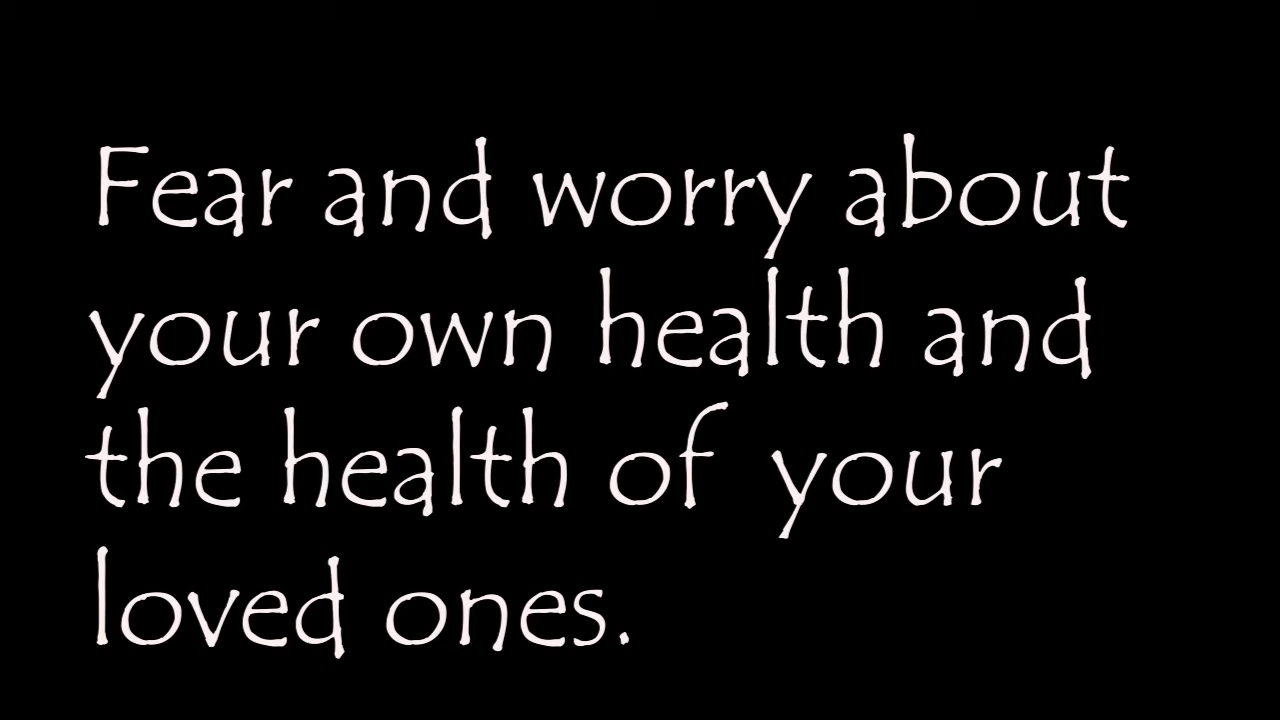 Fear and worry about
your own health and
the health of your
loved ones.